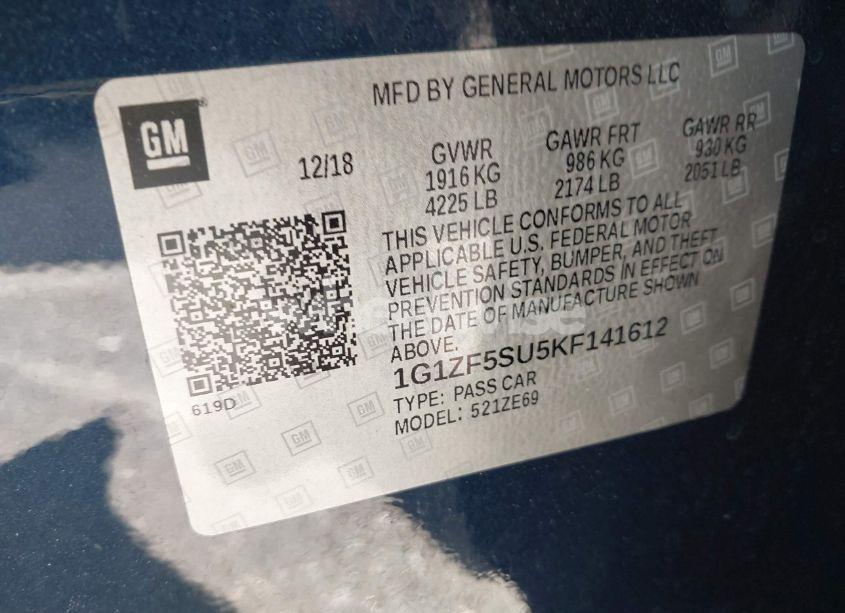 MFD BY GENERAL MOTORS LLC
GM
12/18
GVWR
1916 KG
4225 LB
GAWR FRT
986 KG
2174 LB
GAWR RR
930 KG
2051 LB
THIS VEHICLE CONFORMS TO ALL
APPLICABLE U.S. FEDERAL MOTOR
VEHICLE SAFETY, BUMPER, AND THEFT
PREVENTION STANDARDS IN EFFECT ON
THE DATE OF MANUFACTURE SHOWN
ABOVE.
1G1ZF5SU5KF141612
TYPE: PASS CAR
MODEL: 521ZE69
619D